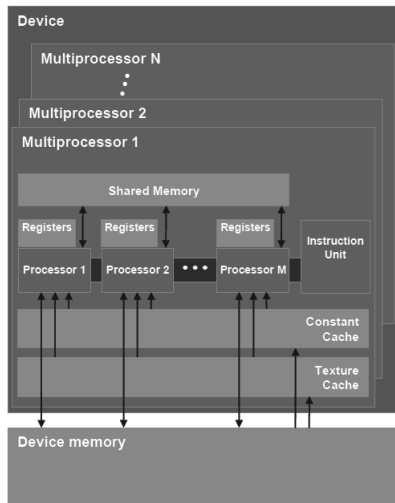 Device
Multiprocessor N
Multiprocessor 2
Multiprocessor 1
Shared Memory
Registers
Registers
Registers
Processor 1
Processor 2
Processor M
Instruction
Unit
Constant
Cache
Texture
Cache
Device memory